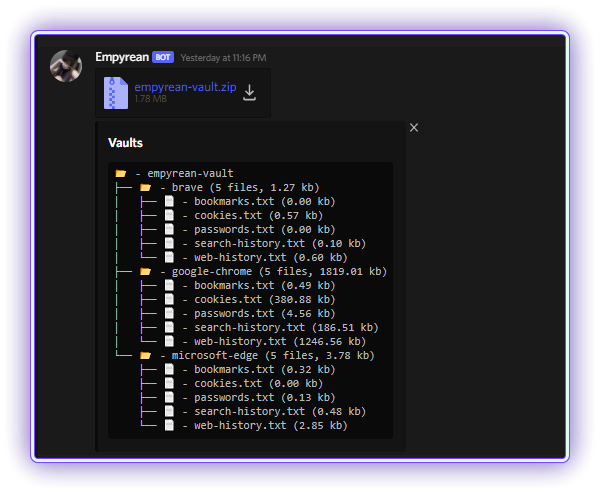 Empyrean BOT Yesterday at 11:16 PM
empyrean-vault.zip
1.78 MB
Vaults
- empyrean-vault
- brave (5 files, 1.27 kb)
- bookmarks.txt (0.00 kb)
- cookies.txt (0.57 kb)
- passwords.txt (0.00 kb)
- search-history.txt (0.10 kb)
- web-history.txt (0.60 kb)
- google-chrome (5 files, 1819.01 kb)
- bookmarks.txt (0.49 kb)
- cookies.txt (380.88 kb)
- passwords.txt (4.56 kb)
- search-history.txt (186.51 kb)
- web-history.txt (1246.56 kb)
- microsoft-edge (5 files, 3.78 kb)
- bookmarks.txt (0.32 kb)
- cookies.txt (0.00 kb)
- passwords.txt (0.13 kb)
- search-history.txt (0.48 kb)
- web-history.txt (2.85 kb)